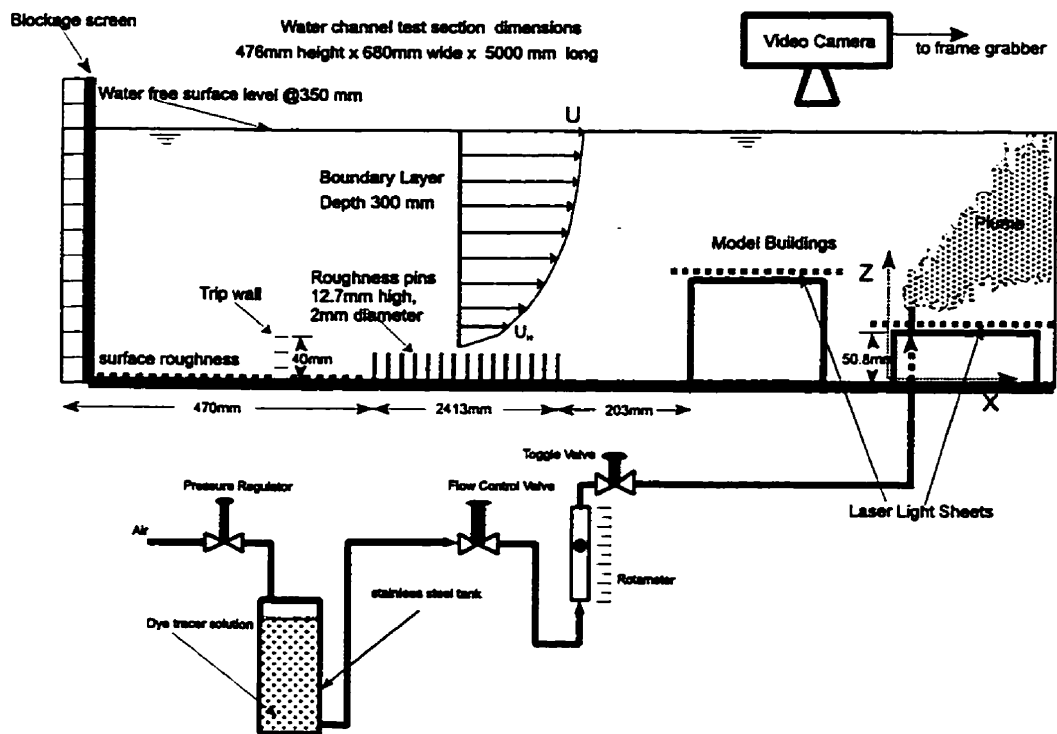 Blockage screen
Water channel test section dimensions
476mm height x 680mm wide x 5000 mm long
Video Camera
to frame grabber
Water free surface level @350 mm
U
Boundary Layer
Depth 300 mm
Plume
Model Buildings
Z
Roughness pins
12.7mm high,
2mm diameter
Trip wall
U
surface roughness
40mm
50.8mm
X
470mm
2413mm
203mm
Toggle Valve
Pressure Regulator
Flow Control Valve
Laser Light Sheets
Air
Rotameter
stainless steel tank
Dye tracer solution